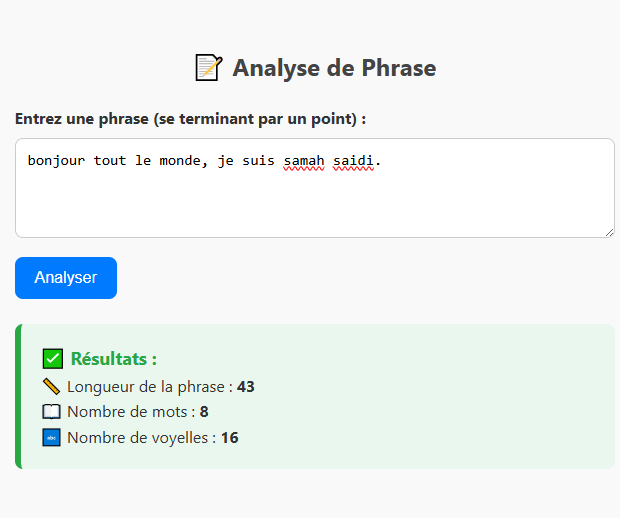 📝 Analyse de Phrase
Entrez une phrase (se terminant par un point) :
bonjour tout le monde, je suis samah saidi.
Analyser
✅ Résultats :
📏 Longueur de la phrase : 43
📖 Nombre de mots : 8
🔤 Nombre de voyelles : 16